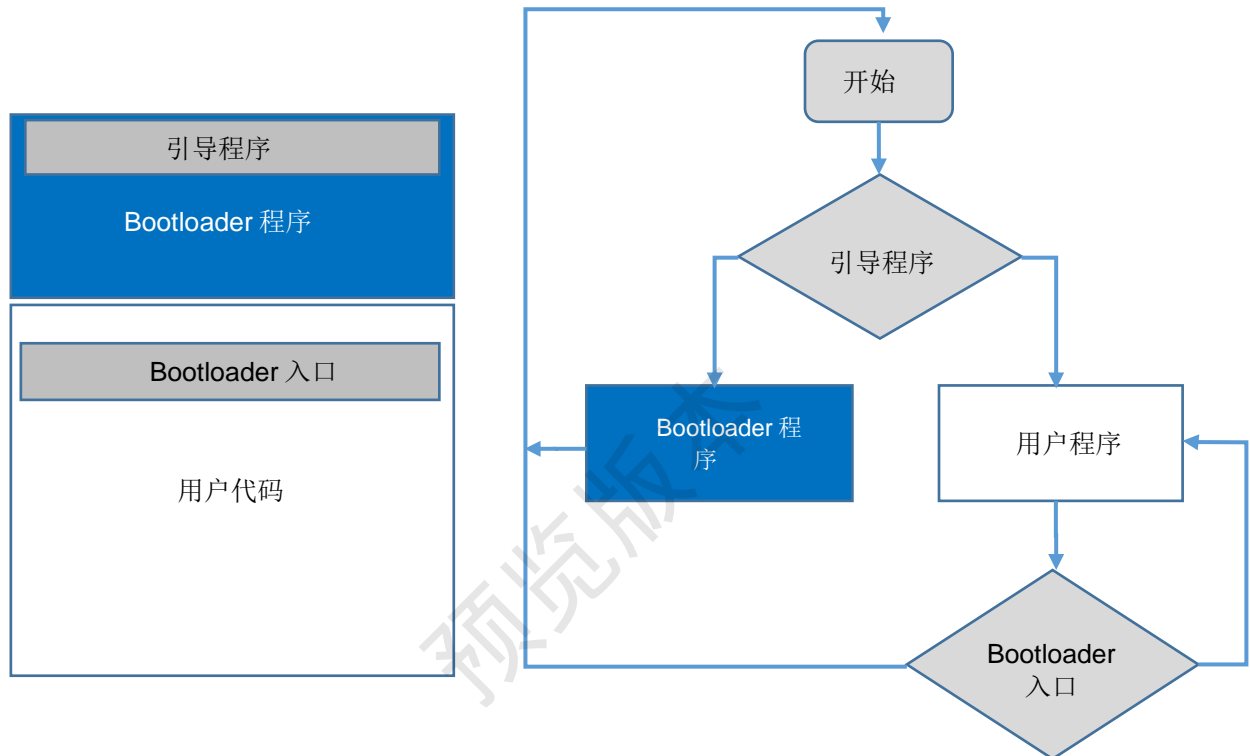 引导程序
Bootloader 程序
Bootloader 入口
用户代码
开始
引导程序
Bootloader 程
序
用户程序
Bootloader
入口
预览版本